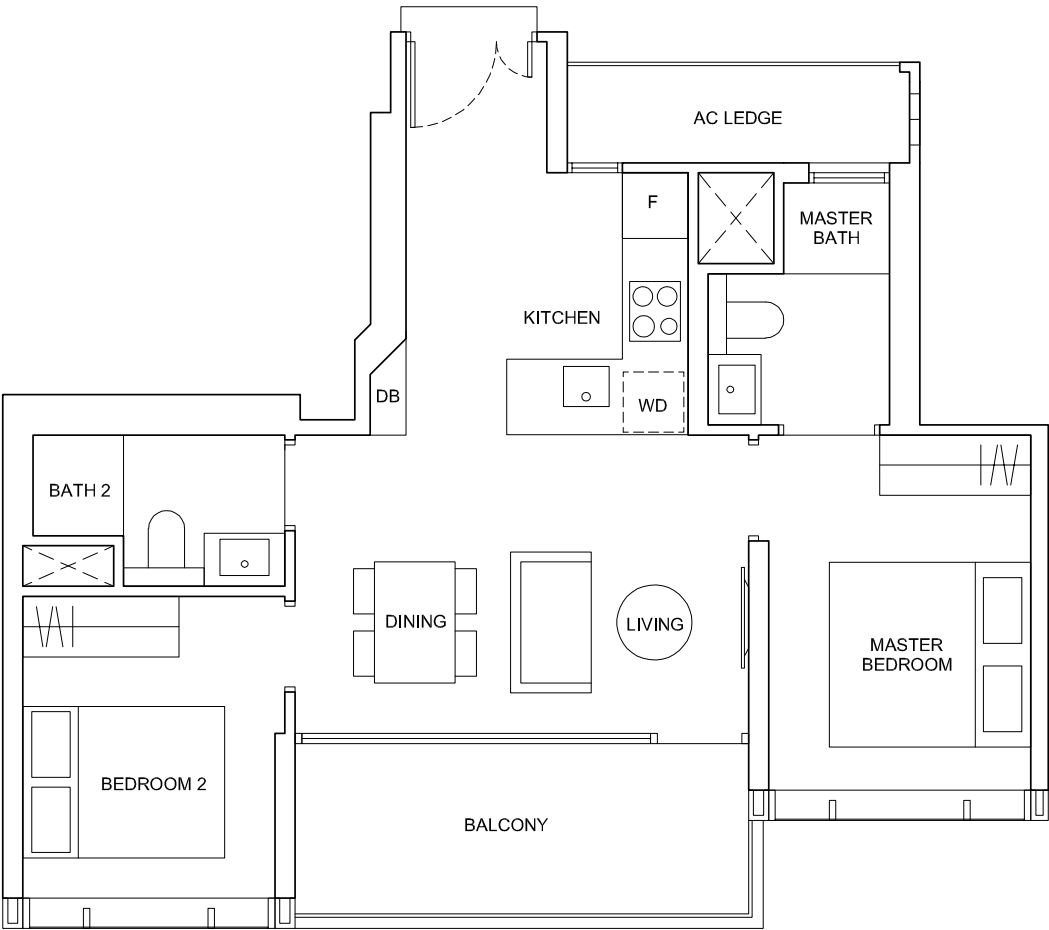 AC LEDGE
F
MASTER
BATH
KITCHEN
DB
WD
BATH 2
DINING
LIVING
MASTER
BEDROOM
BEDROOM 2
BALCONY